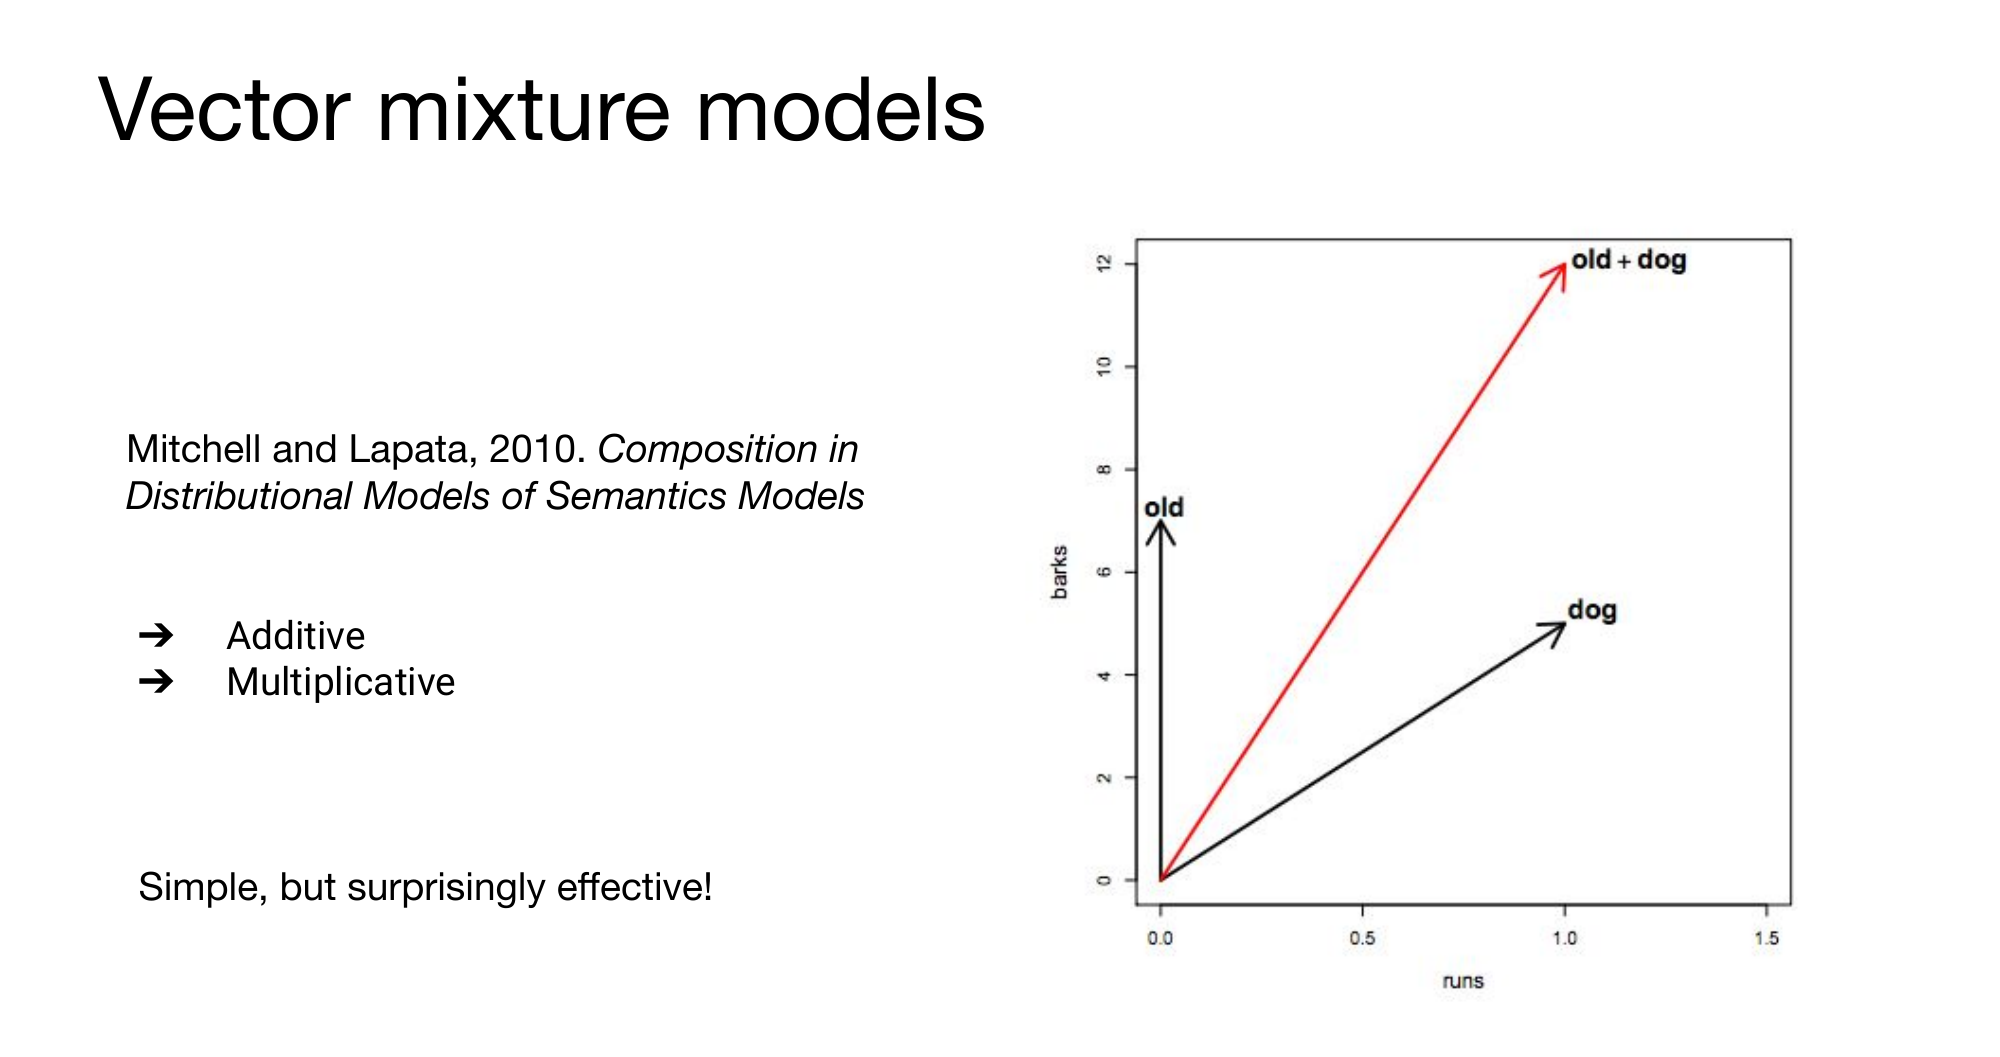 Vector mixture models
Mitchell and Lapata, 2010. Composition in
Distributional Models of Semantics Models
➔ Additive
➔ Multiplicative
Simple, but surprisingly effective!
old + dog
old
dog
barks
12
10
8
6
4
2
0
0.0 0.5 1.0 1.5
runs